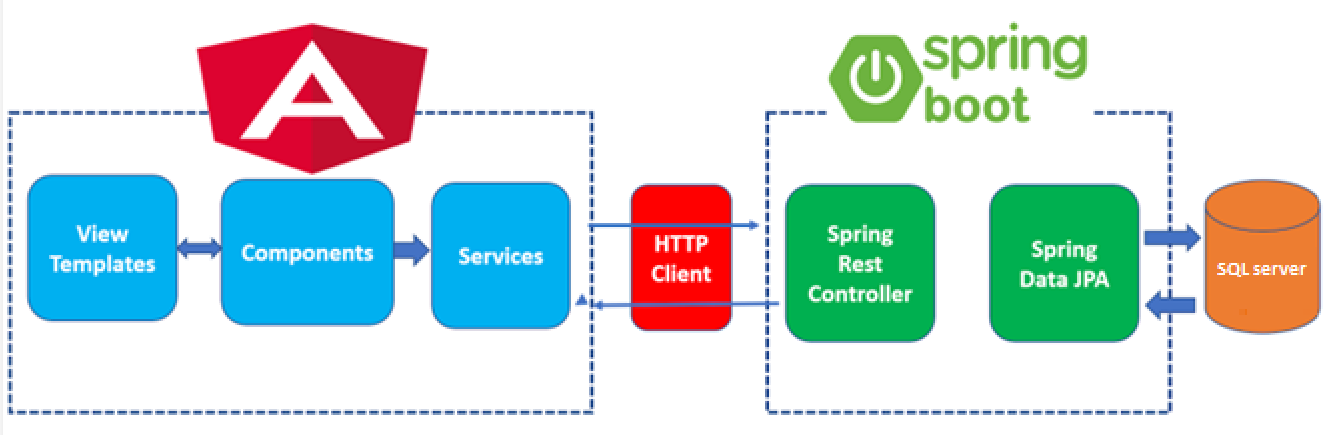 spring
boot
View
Templates
Components
Services
HTTP
Client
Spring
Rest
Controller
Spring
Data JPA
SQL server